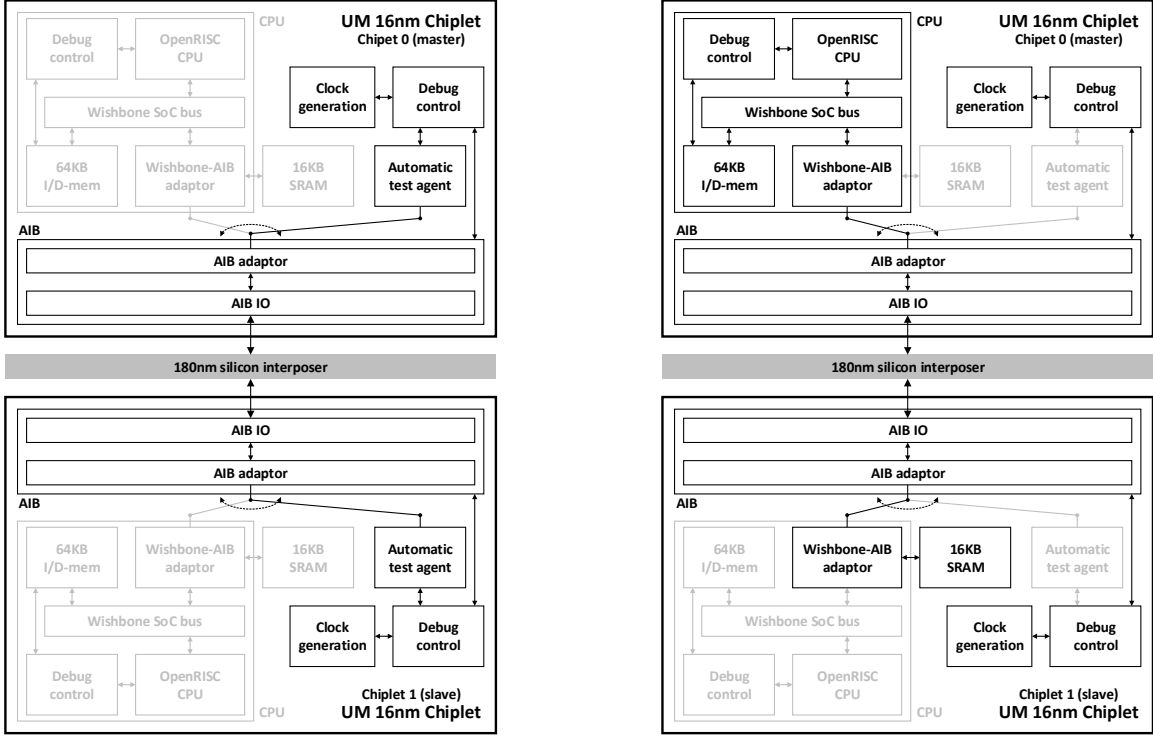 CPU
UM 16nm Chiplet
Chipet 0 (master)
Debug
control
OpenRISC
CPU
Clock
generation
Debug
control
Wishbone SoC bus
64KB
I/D-mem
Wishbone-AIB
adaptor
16KB
SRAM
Automatic
test agent
AIB
AIB adaptor
AIB IO
180nm silicon interposer
AIB IO
AIB adaptor
AIB
64KB
I/D-mem
Wishbone-AIB
adaptor
16KB
SRAM
Automatic
test agent
Wishbone SoC bus
Clock
generation
Debug
control
Debug
control
OpenRISC
CPU
CPU
Chiplet 1 (slave)
UM 16nm Chiplet
CPU
UM 16nm Chiplet
Chipet 0 (master)
Debug
control
OpenRISC
CPU
Clock
generation
Debug
control
Wishbone SoC bus
64KB
I/D-mem
Wishbone-AIB
adaptor
16KB
SRAM
Automatic
test agent
AIB
AIB adaptor
AIB IO
180nm silicon interposer
AIB IO
AIB adaptor
AIB
64KB
I/D-mem
Wishbone-AIB
adaptor
16KB
SRAM
Automatic
test agent
Wishbone SoC bus
Clock
generation
Debug
control
Debug
control
OpenRISC
CPU
CPU
Chiplet 1 (slave)
UM 16nm Chiplet